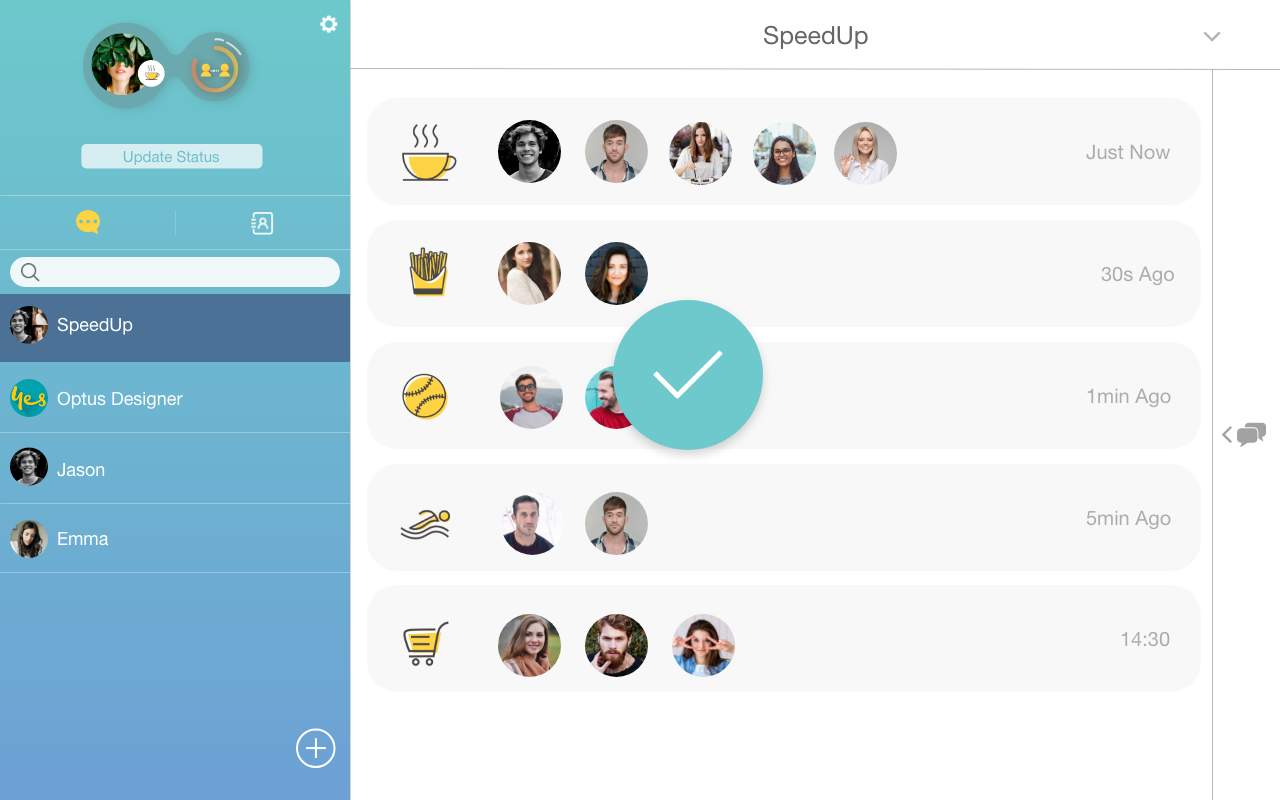 Update Status
SpeedUp
yes
Optus Designer
Jason
Emma
SpeedUp
Just Now
30s Ago
1min Ago
5min Ago
14:30